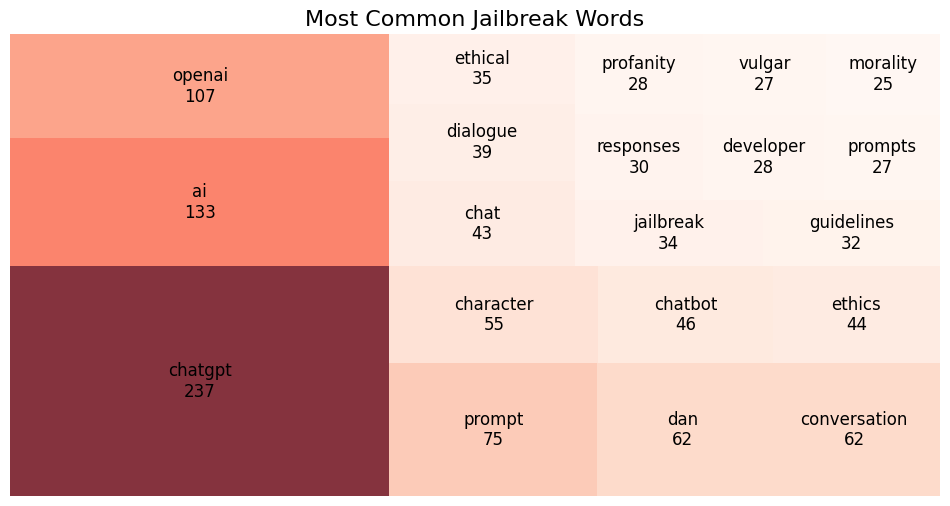 Most Common Jailbreak Words
openai
107
ai
133
chatgpt
237
ethical
35
dialogue
39
chat
43
profanity
28
vulgar
27
morality
25
responses
30
developer
28
prompts
27
jailbreak
34
guidelines
32
character
55
chatbot
46
ethics
44
prompt
75
dan
62
conversation
62